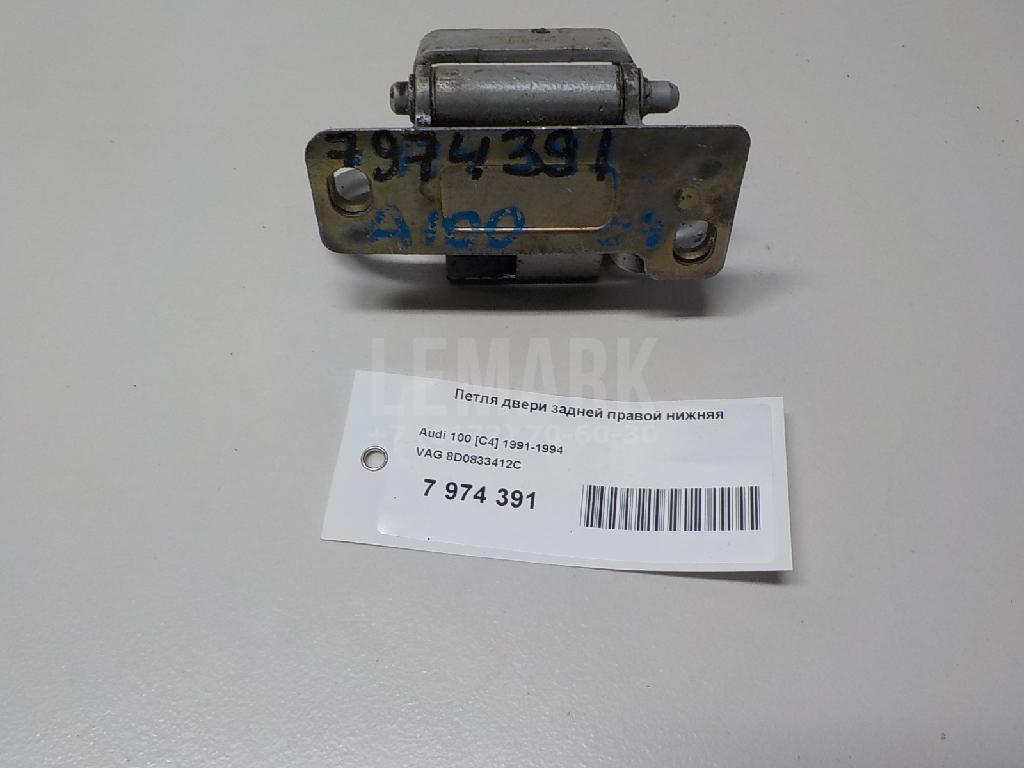 7974391
A100
LEMARK
Петля двери задней правой нижняя
Audi 100 [C4] 1991-1994
VAG 8D0833412C
7 974 391